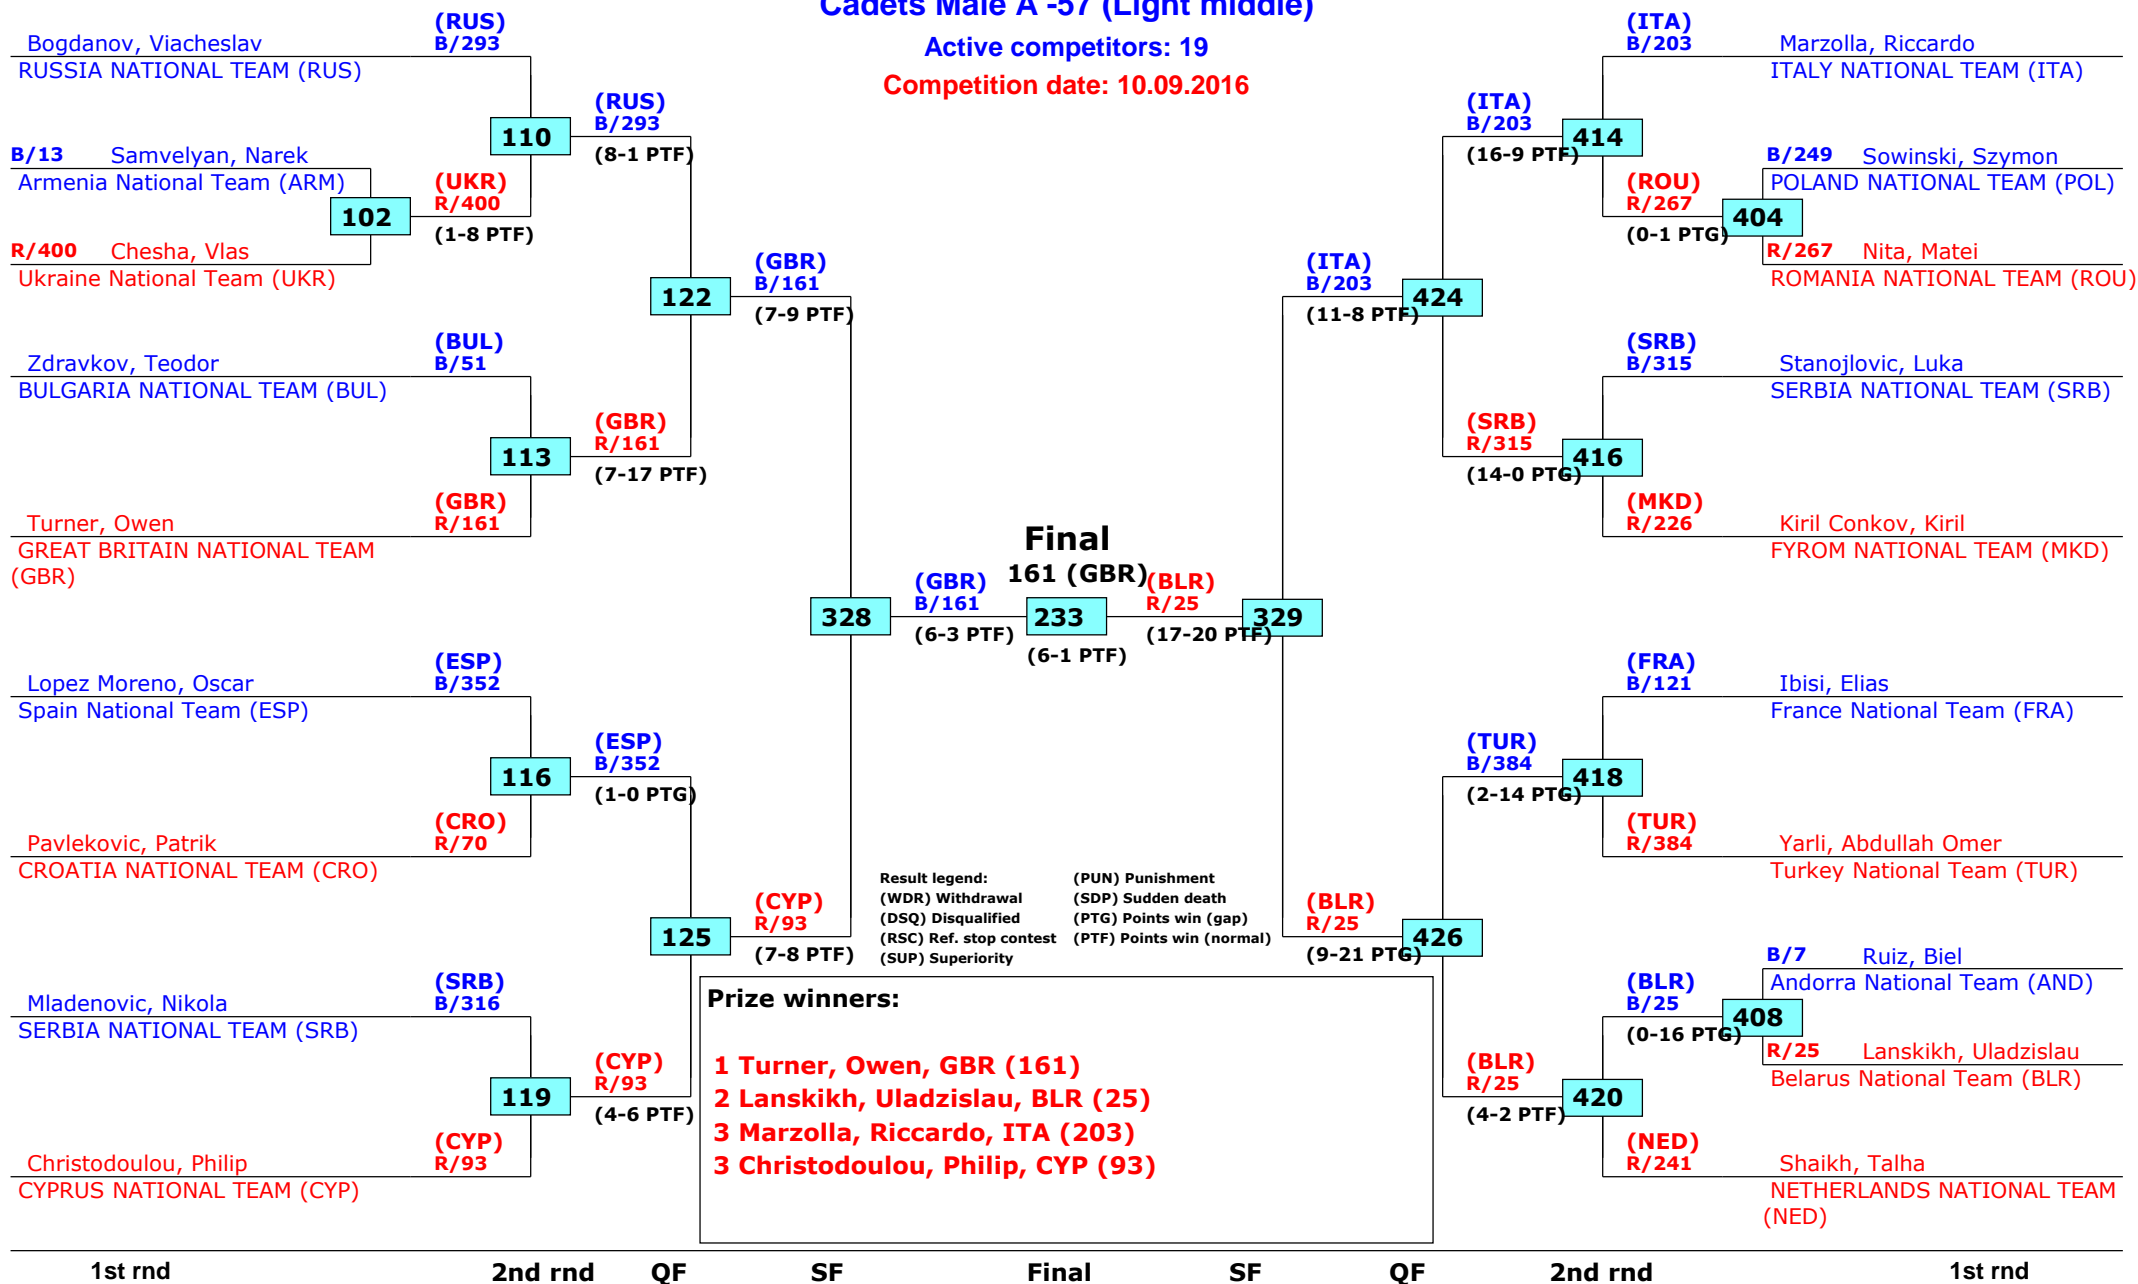 Cadets Male A -57 (Light middle)
Active competitors: 19
Competition date: 10.09.2016
Bogdanov, Viacheslav
(RUS)
B/293
RUSSIA NATIONAL TEAM (RUS)
B/13 Samvelyan, Narek
Armenia National Team (ARM)
102
R/400 Chesha, Vlas
Ukraine National Team (UKR)
(UKR)
R/400
(1-8 PTF)
110
(RUS)
B/293
(8-1 PTF)
Zdravkov, Teodor
(BUL)
B/51
BULGARIA NATIONAL TEAM (BUL)
113
Turner, Owen
(GBR)
R/161
GREAT BRITAIN NATIONAL TEAM
(GBR)
(GBR)
R/161
(7-17 PTF)
122
(GBR)
B/161
(7-9 PTF)
Lopez Moreno, Oscar
(ESP)
B/352
Spain National Team (ESP)
116
Pavlekovic, Patrik
(CRO)
R/70
CROATIA NATIONAL TEAM (CRO)
(ESP)
B/352
(1-0 PTG)
Mladenovic, Nikola
(SRB)
B/316
SERBIA NATIONAL TEAM (SRB)
119
Christodoulou, Philip
(CYP)
R/93
CYPRUS NATIONAL TEAM (CYP)
(CYP)
R/93
(4-6 PTF)
125
(CYP)
R/93
(7-8 PTF)
328
(GBR)
B/161
(6-3 PTF)
Final
161 (GBR)
233
(6-1 PTF)
(BLR)
R/25
(17-20 PTF)
329
(ITA)
B/203
(11-8 PTF)
424
(ITA)
B/203
(16-9 PTF)
414
(ITA)
B/203
Marzolla, Riccardo
ITALY NATIONAL TEAM (ITA)
(ROU)
R/267
(0-1 PTG)
404
B/249 Sowinski, Szymon
POLAND NATIONAL TEAM (POL)
R/267 Nita, Matei
ROMANIA NATIONAL TEAM (ROU)
(SRB)
R/315
(14-0 PTG)
416
(SRB)
B/315
Stanojlovic, Luka
SERBIA NATIONAL TEAM (SRB)
(MKD)
R/226
Kiril Conkov, Kiril
FYROM NATIONAL TEAM (MKD)
(BLR)
R/25
(9-21 PTG)
426
(TUR)
B/384
(2-14 PTG)
418
(FRA)
B/121
Ibisi, Elias
France National Team (FRA)
(TUR)
R/384
Yarli, Abdullah Omer
Turkey National Team (TUR)
(BLR)
R/25
(4-2 PTF)
420
(BLR)
B/25
(0-16 PTG)
408
B/7 Ruiz, Biel
Andorra National Team (AND)
R/25 Lanskikh, Uladzislau
Belarus National Team (BLR)
(NED)
R/241
Shaikh, Talha
NETHERLANDS NATIONAL TEAM
(NED)
Result legend: (PUN) Punishment
(WDR) Withdrawal (SDP) Sudden death
(DSQ) Disqualified (PTG) Points win (gap)
(RSC) Ref. stop contest (PTF) Points win (normal)
(SUP) Superiority
Prize winners:
1 Turner, Owen, GBR (161)
2 Lanskikh, Uladzislau, BLR (25)
3 Marzolla, Riccardo, ITA (203)
3 Christodoulou, Philip, CYP (93)
1st rnd 2nd rnd QF SF Final SF QF 2nd rnd 1st rnd